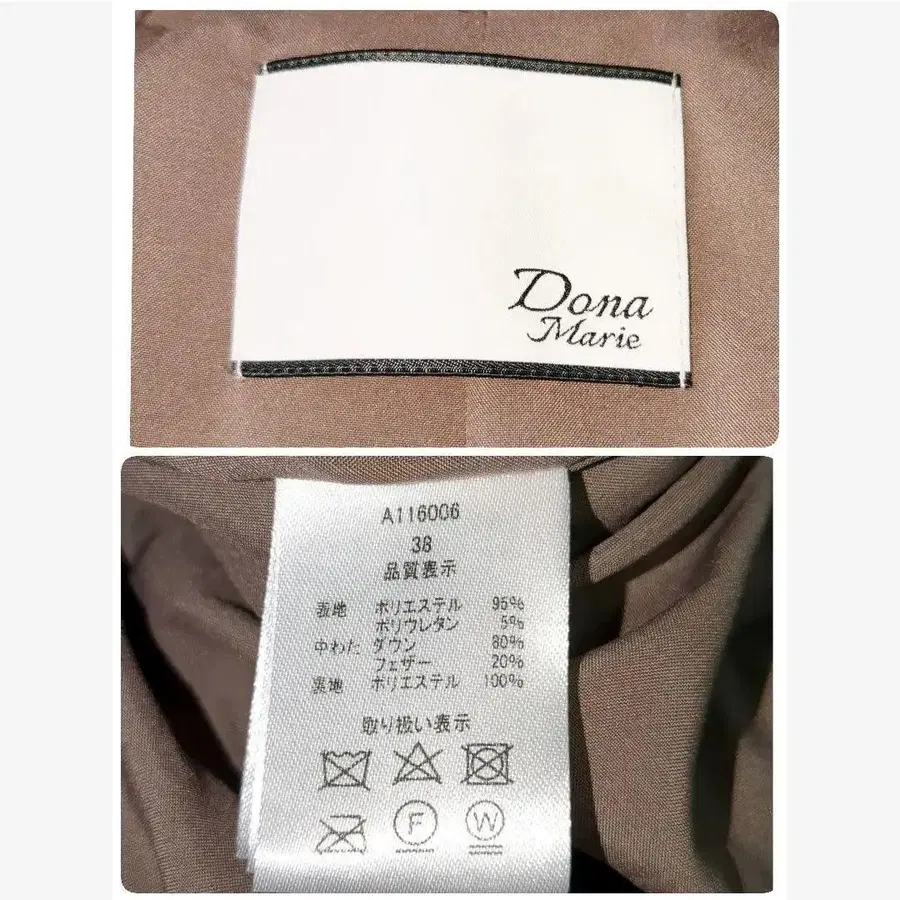 Dona
Marie
A116006
38
品質表示
表地 ポリエステル 95%
ポリウレタン 5%
中わた ダウン 80%
フェザー 20%
裏地 ポリエステル 100%
取り扱い表示
F
W